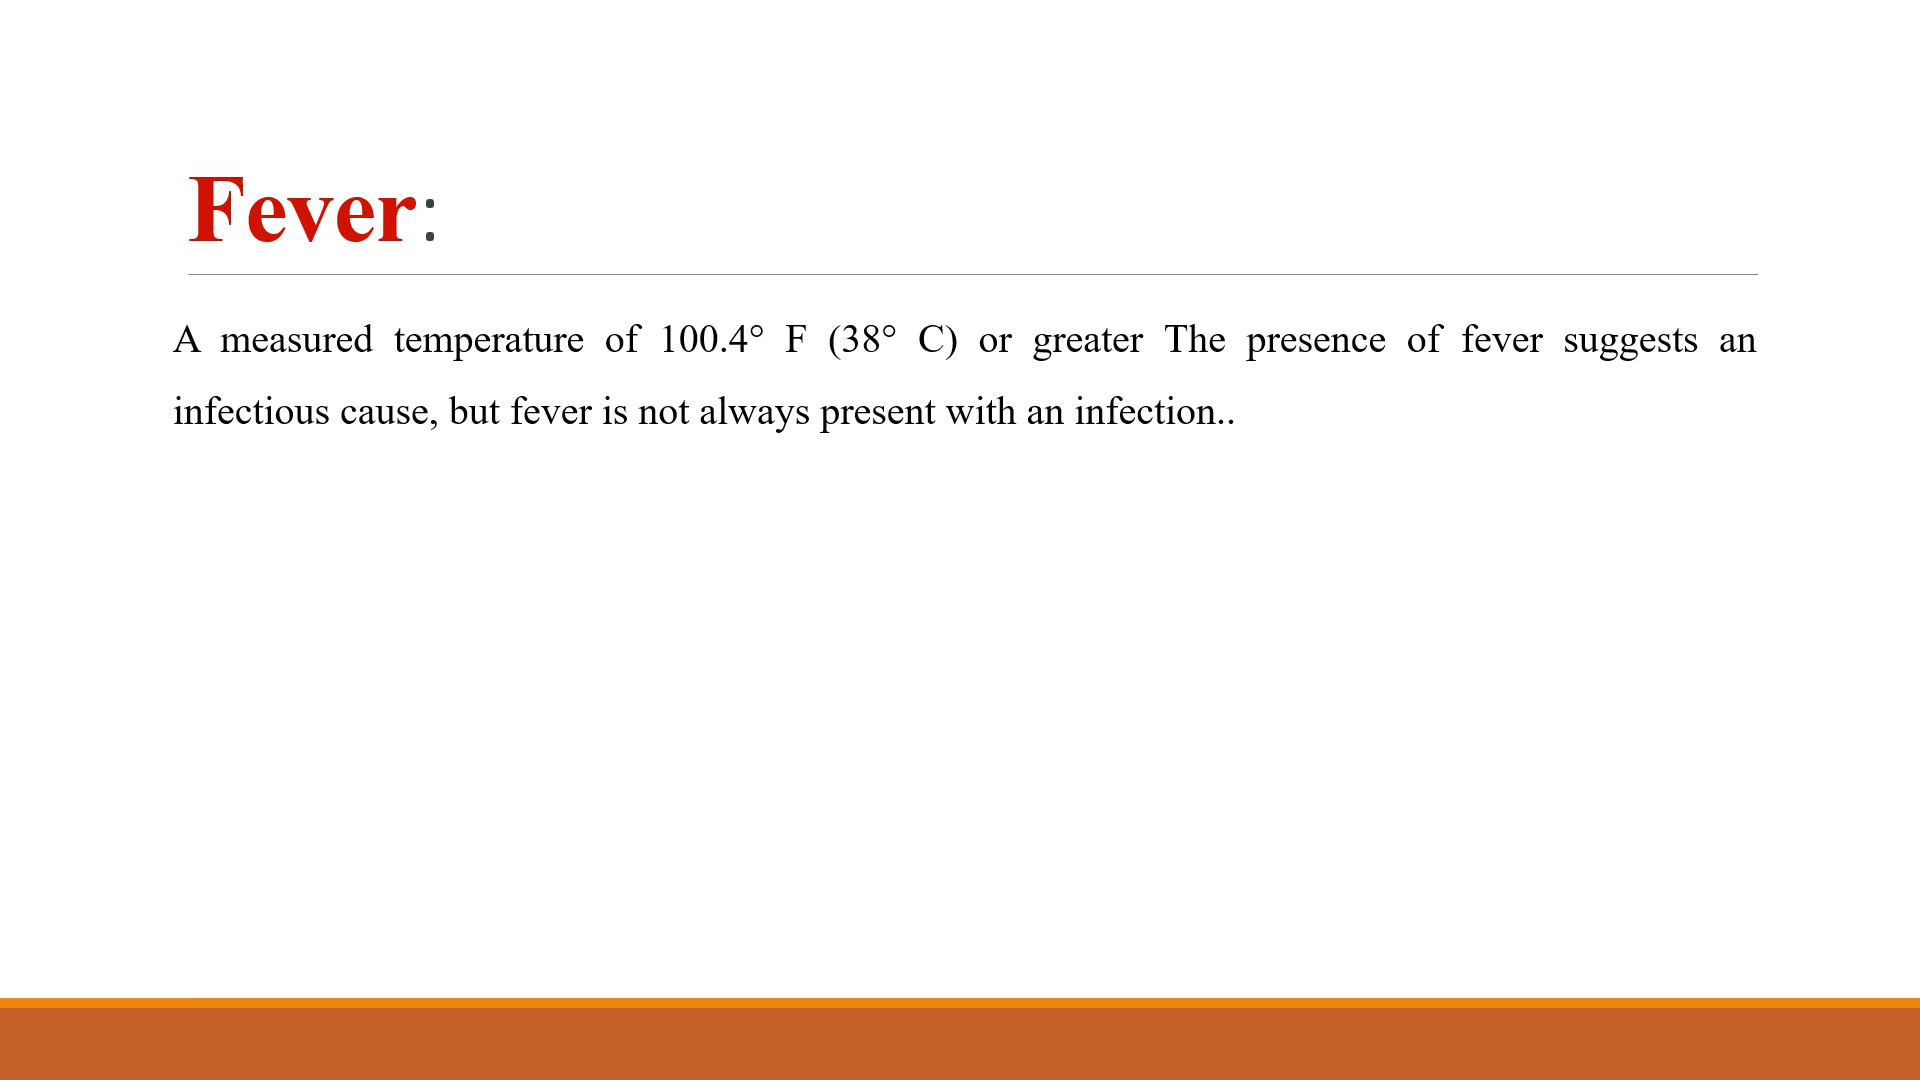 Fever:
A measured temperature of 100.4° F (38° C) or greater The presence of fever suggests an
infectious cause, but fever is not always present with an infection..